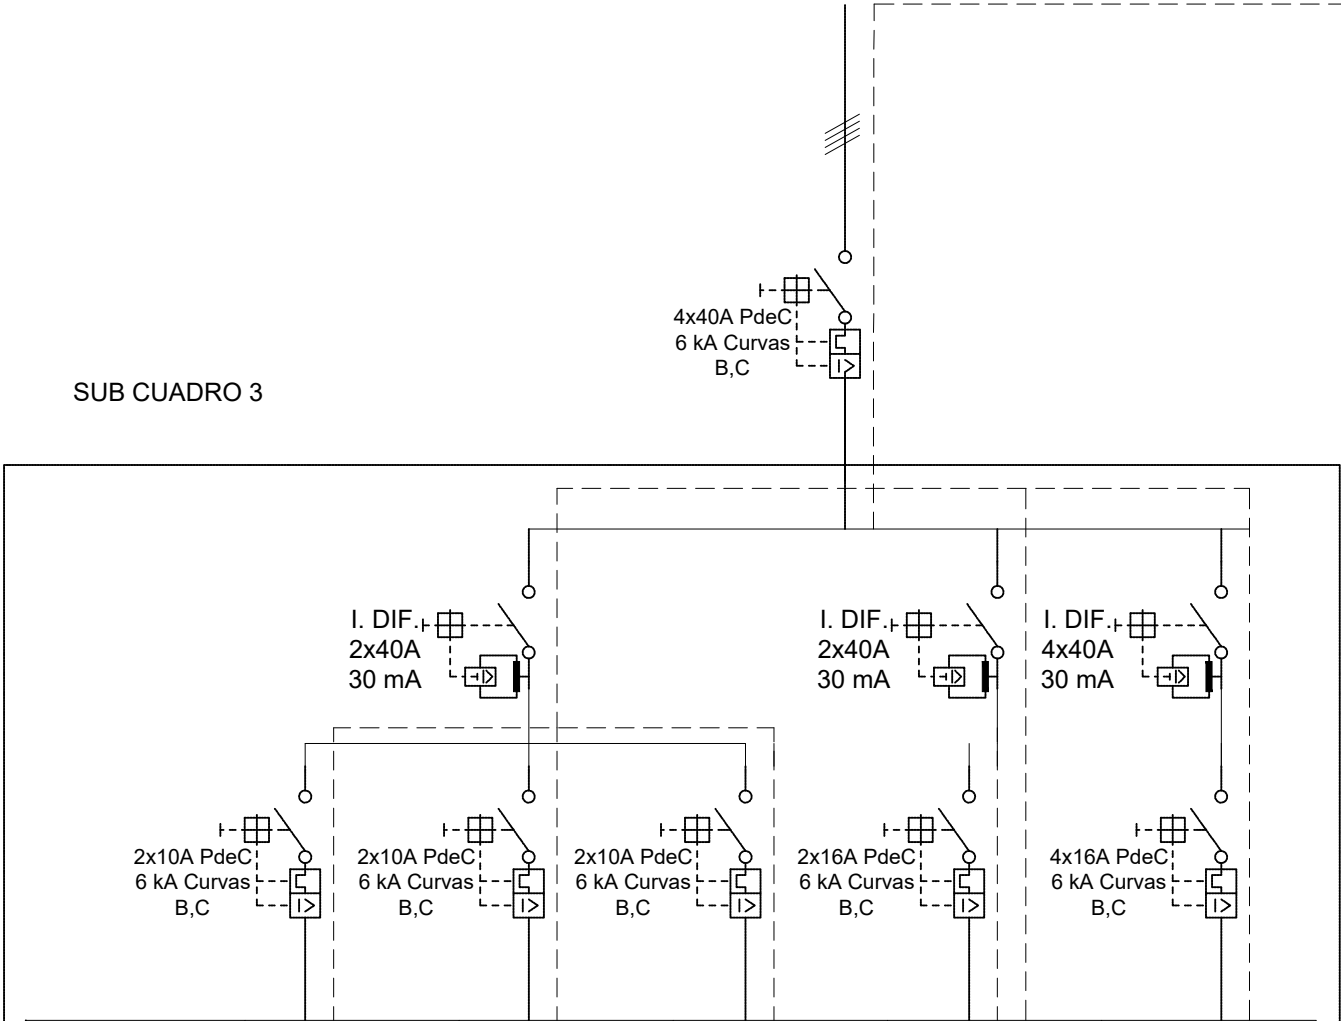 4x40A PdeC
6 kA Curvas
B,C
SUB CUADRO 3
I. DIF.
2x40A
30 mA
I. DIF.
2x40A
30 mA
I. DIF.
4x40A
30 mA
2x10A PdeC
6 kA Curvas
B,C
2x10A PdeC
6 kA Curvas
B,C
2x10A PdeC
6 kA Curvas
B,C
2x16A PdeC
6 kA Curvas
B,C
4x16A PdeC
6 kA Curvas
B,C